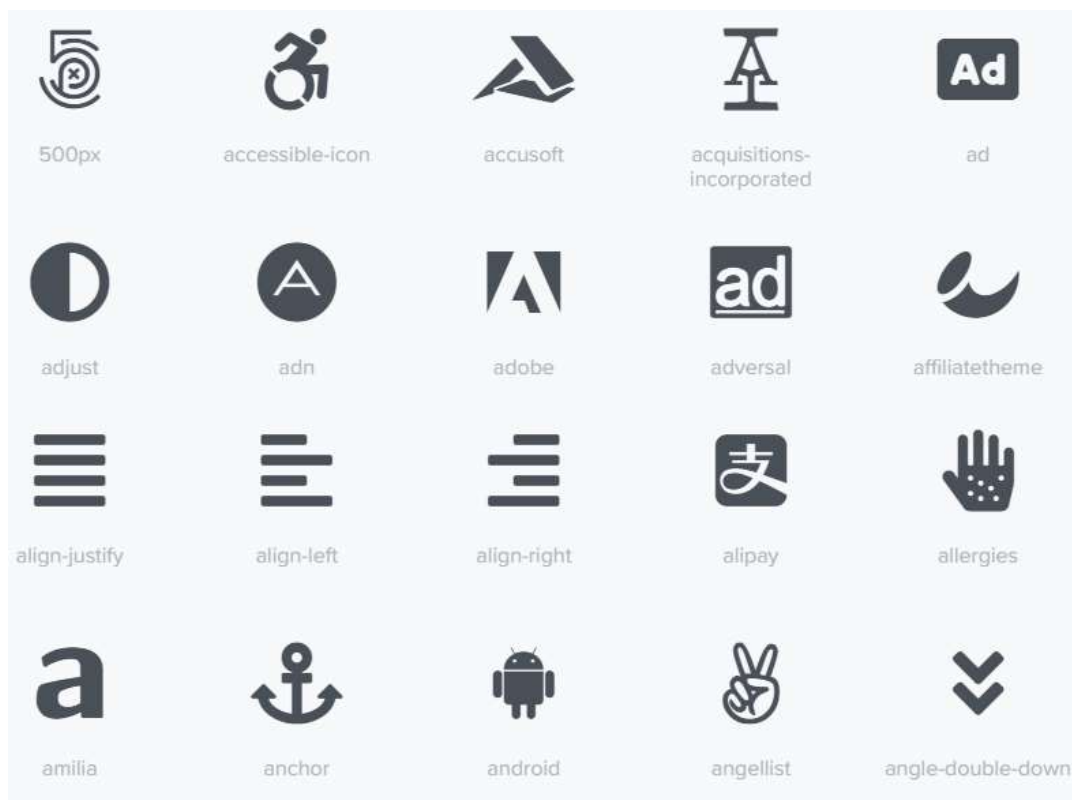 500px
accessible-icon
accusoft
acquisitions-
incorporated
Ad
ad
adjust
A
adn
adobe
ad
adversal
affiliatetheme
align-justify
align-left
align-right
支
alipay
allergies
a
amilia
anchor
android
angellist
angle-double-down